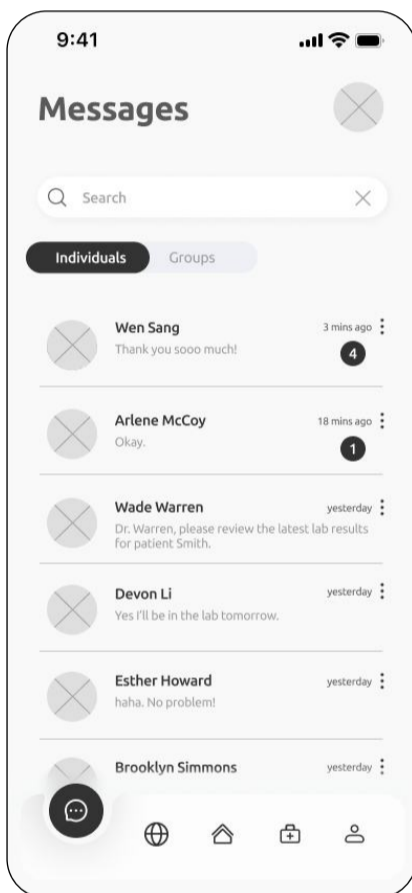 9:41
Messages
Search
Individuals
Groups
Wen Sang
3 mins ago
Thank you sooo much!
4
Arlene McCoy
18 mins ago
Okay.
1
Wade Warren
yesterday
Dr. Warren, please review the latest lab results
for patient Smith.
Devon Li
yesterday
Yes I'll be in the lab tomorrow.
Esther Howard
yesterday
haha. No problem!
Brooklyn Simmons
yesterday